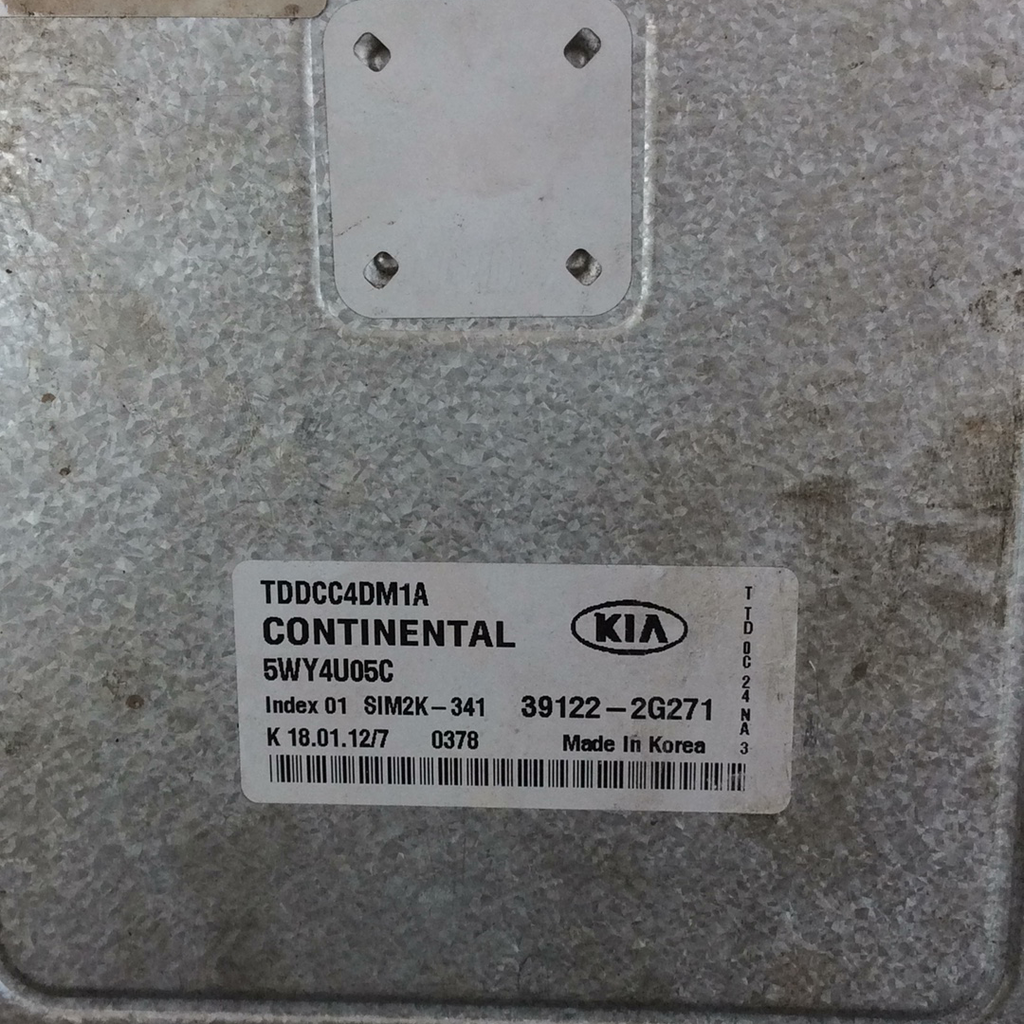 TDDCC4DM1A
CONTINENTAL
KIA
5WY4U05C
Index 01 SIM2K-341 39122-2G271
K 18.01.12/7 0378 Made In Korea
T TD 0C 24 NA 3